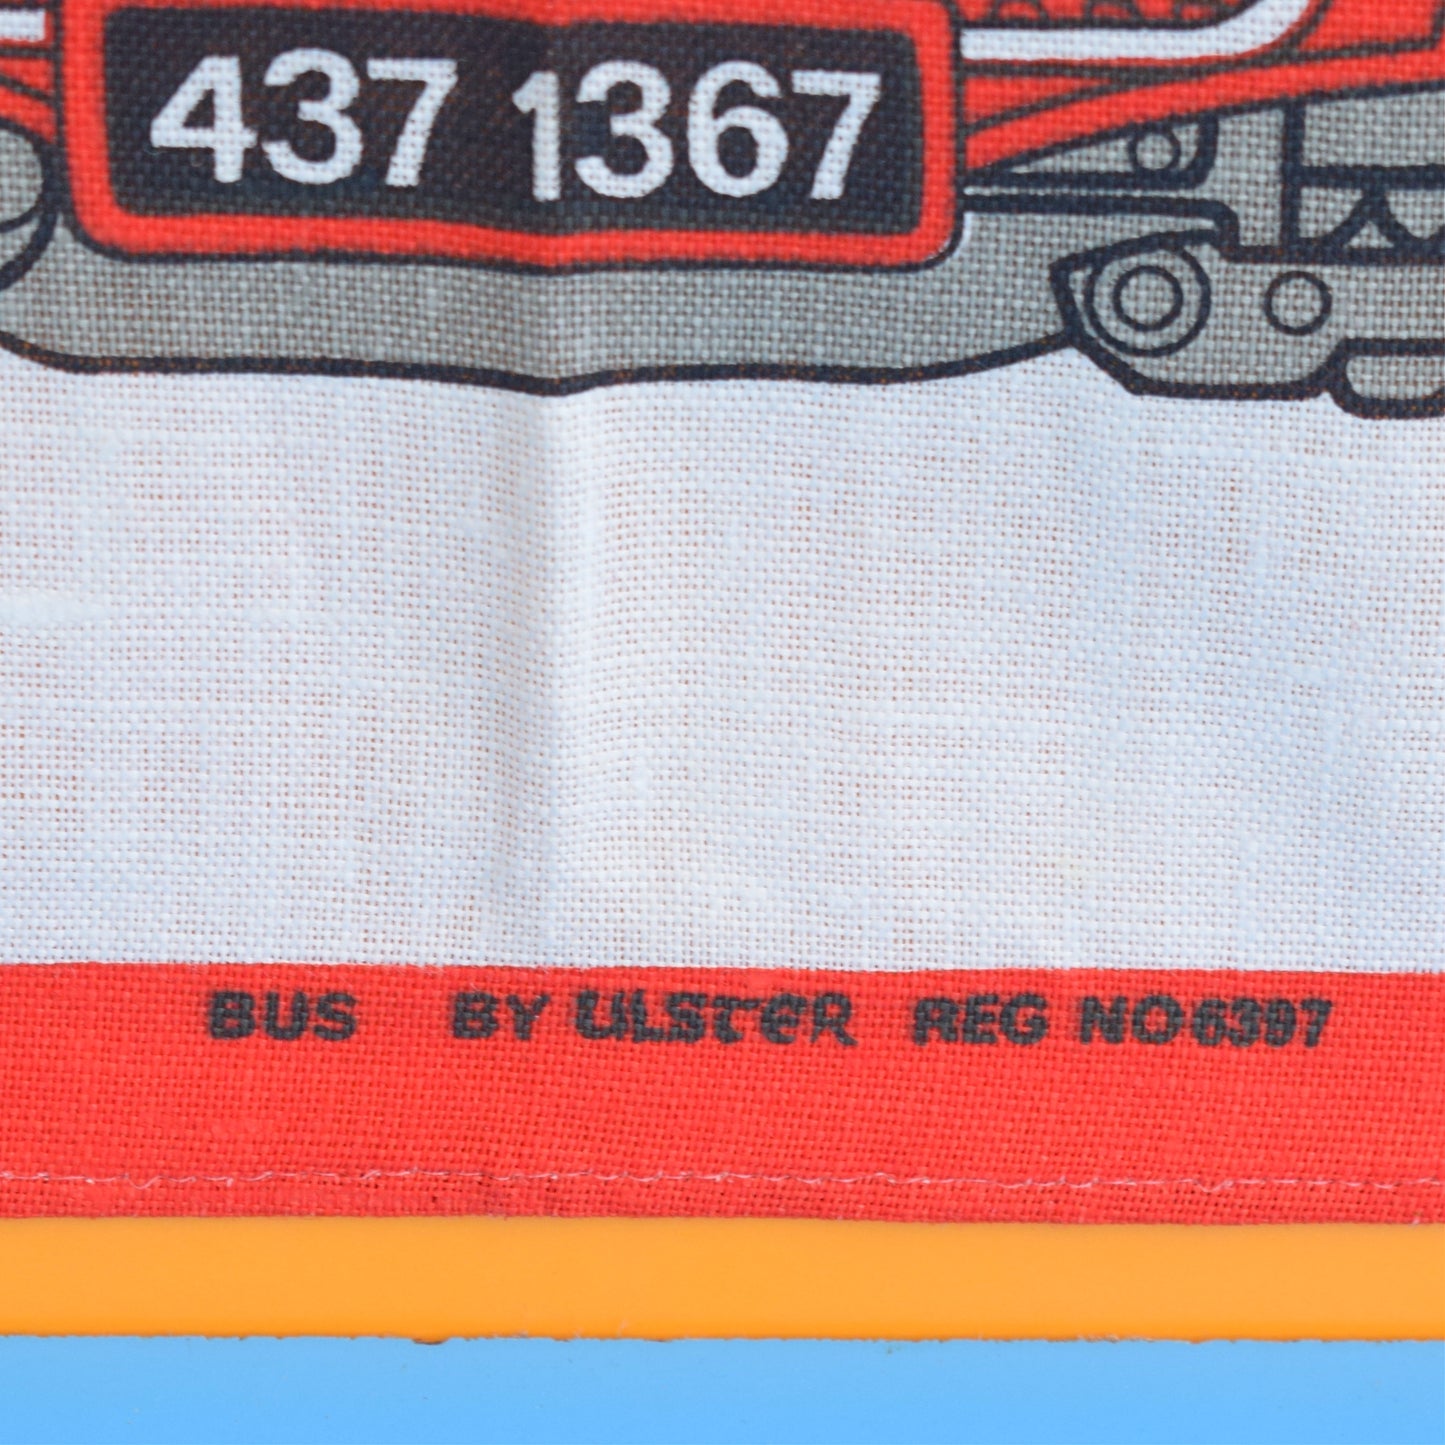 437 1367
BUS BY ULSTER REG NO 6397